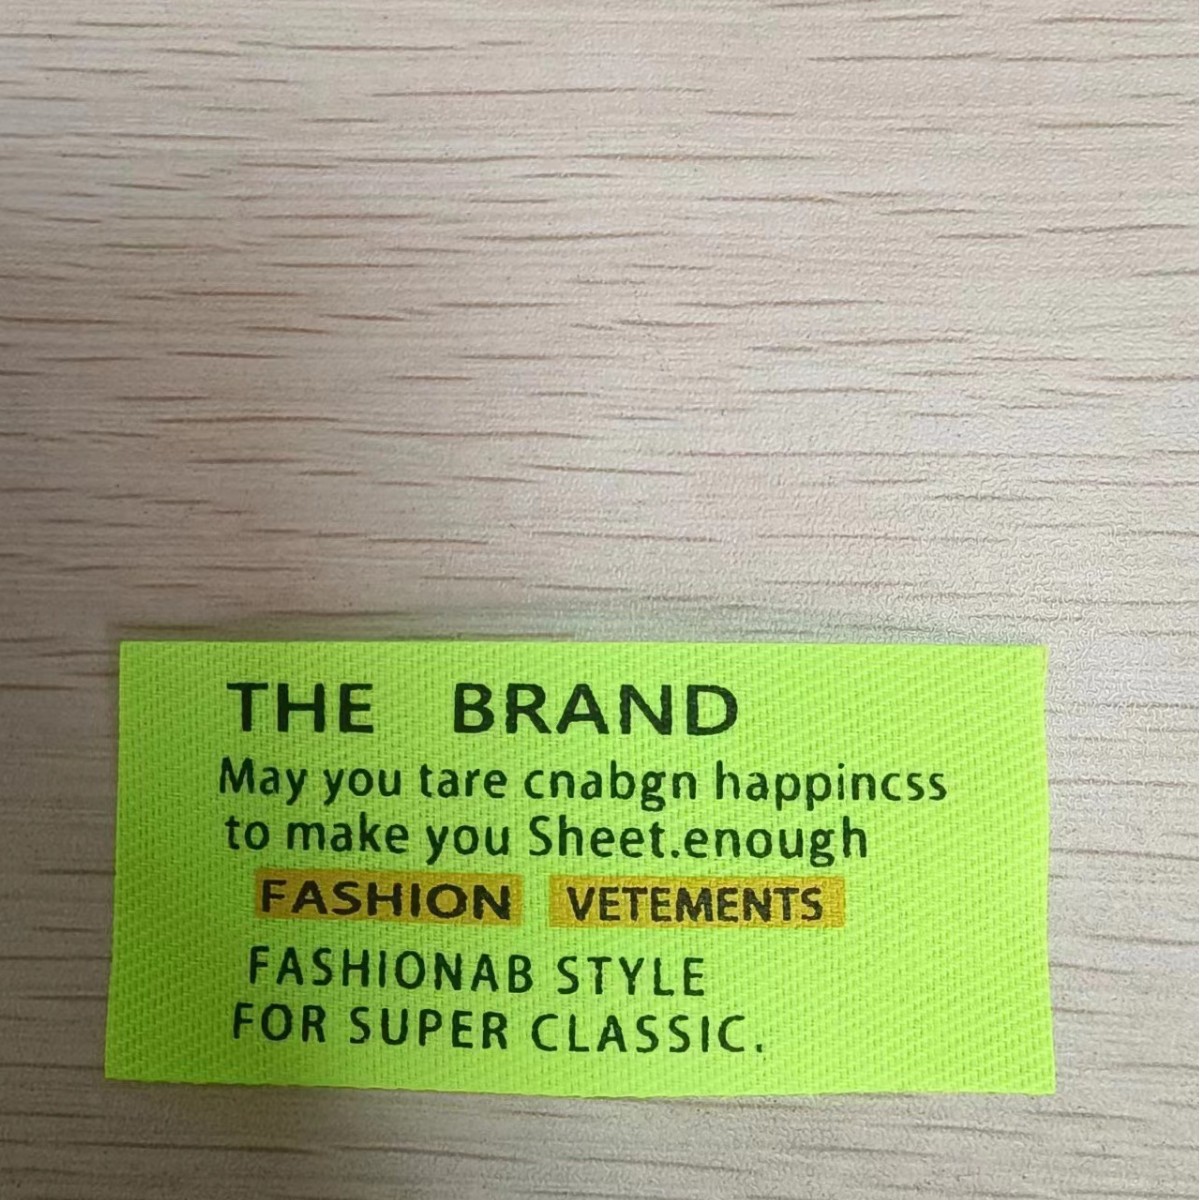 THE BRAND
May you tare cnabgn happincss
to make you Sheet.enough
FASHION VETEMENTS
FASHIONAB STYLE
FOR SUPER CLASSIC.